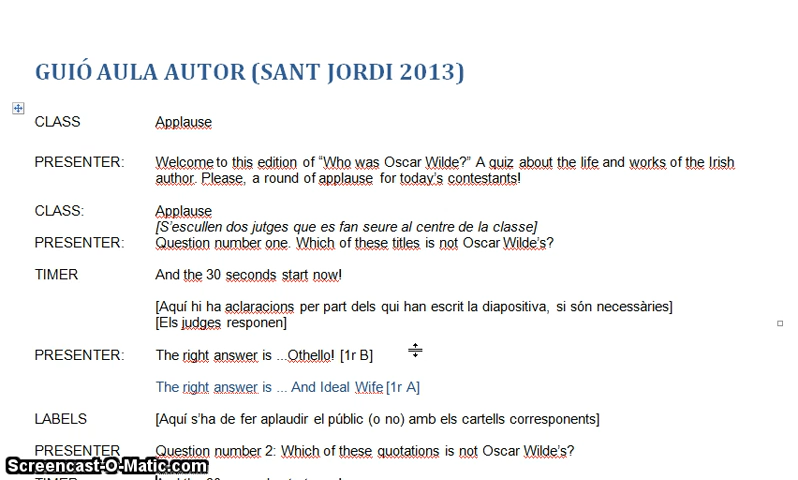 GUIÓ AULA AUTOR (SANT JORDI 2013)
CLASS Applause
PRESENTER: Welcome to this edition of “Who was Oscar Wilde?” A quiz about the life and works of the Irish
author. Please, a round of applause for today’s contestants!
CLASS: Applause
[S’escullen dos jutges que es fan seure al centre de la classe]
PRESENTER: Question number one. Which of these titles is not Oscar Wilde’s?
TIMER And the 30 seconds start now!
[Aquí hi ha aclaracions per part dels qui han escrit la diapositiva, si són necessàries]
[Els judges responen]
PRESENTER: The right answer is ...Othello! [1r B]
The right answer is ... And Ideal Wife [1r A]
LABELS [Aquí s’ha de fer aplaudir el públic (o no) amb els cartells corresponents]
PRESENTER Question number 2: Which of these quotations is not Oscar Wilde’s?
Screencast-O-Matic.com